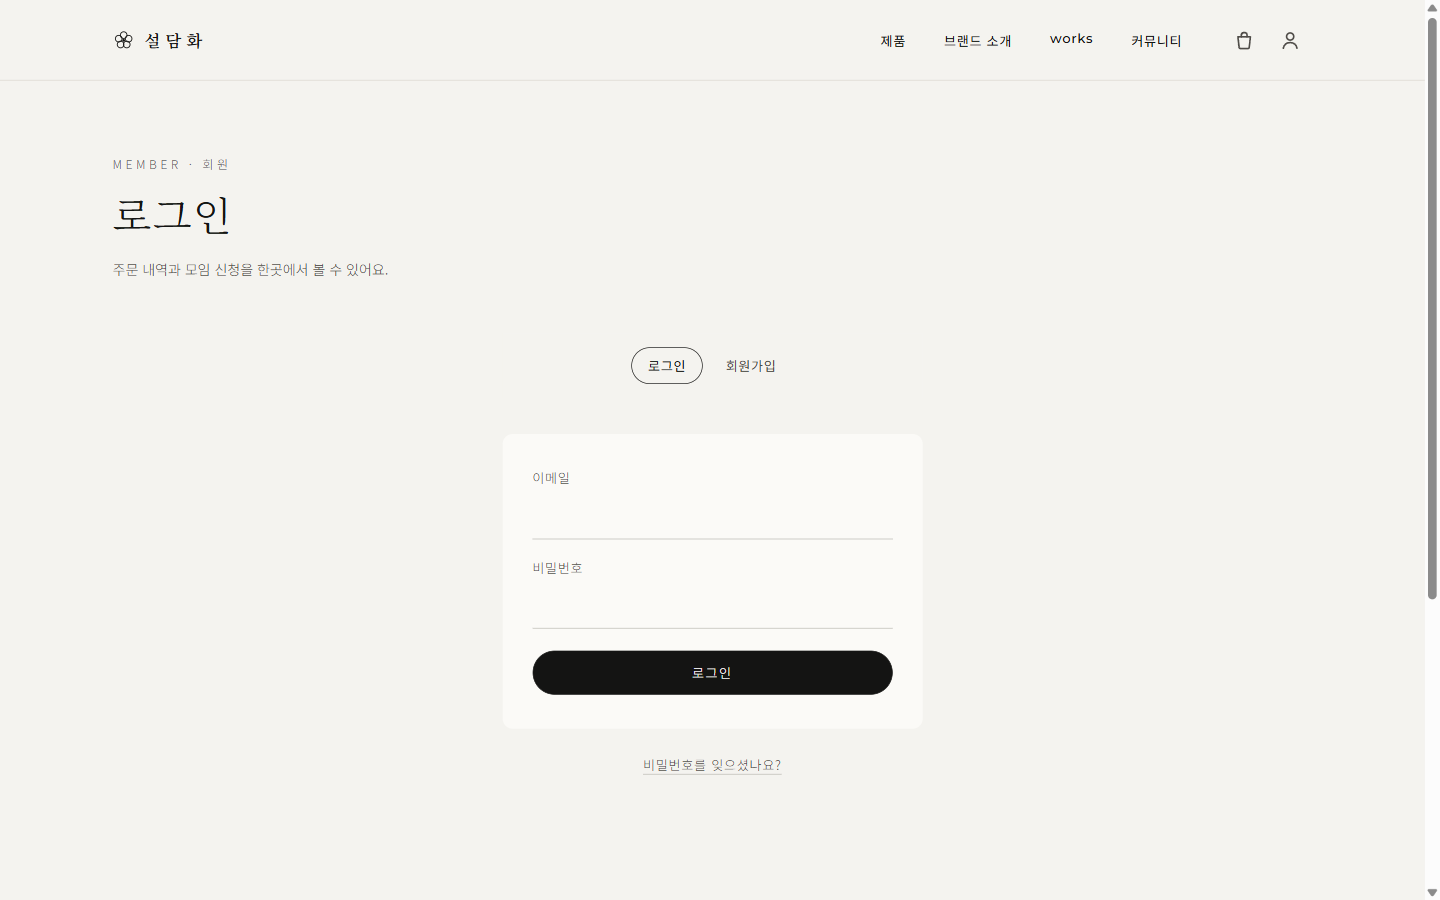 설담화
제품 브랜드 소개 works 커뮤니티
MEMBER · 회원
로그인
주문 내역과 모임 신청을 한곳에서 볼 수 있어요.
로그인 회원가입
이메일
비밀번호
로그인
비밀번호를 잊으셨나요?